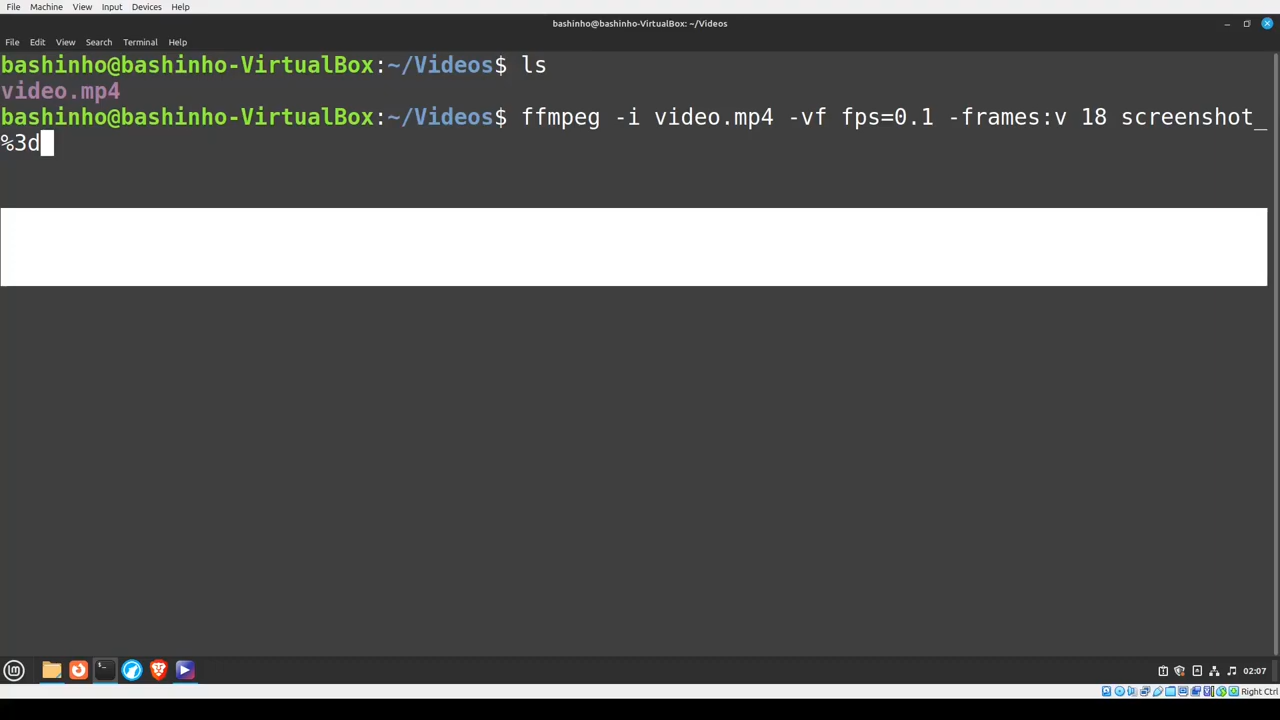 File Machine View Input Devices Help
bashinho@bashinho-VirtualBox: ~/Videos
File Edit View Search Terminal Help
bashinho@bashinho-VirtualBox:~/Videos$ ls
video.mp4
bashinho@bashinho-VirtualBox:~/Videos$ ffmpeg -i video.mp4 -vf fps=0.1 -frames:v 18 screenshot_
%3d
02:07
Right Ctrl